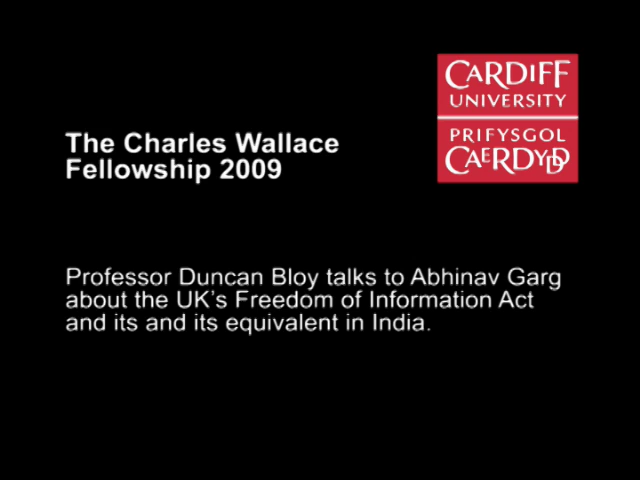 CARDIFF
UNIVERSITY
PRIFYSGOL
CAERDYDD
The Charles Wallace
Fellowship 2009
Professor Duncan Bloy talks to Abhinav Garg
about the UK's Freedom of Information Act
and its and its equivalent in India.